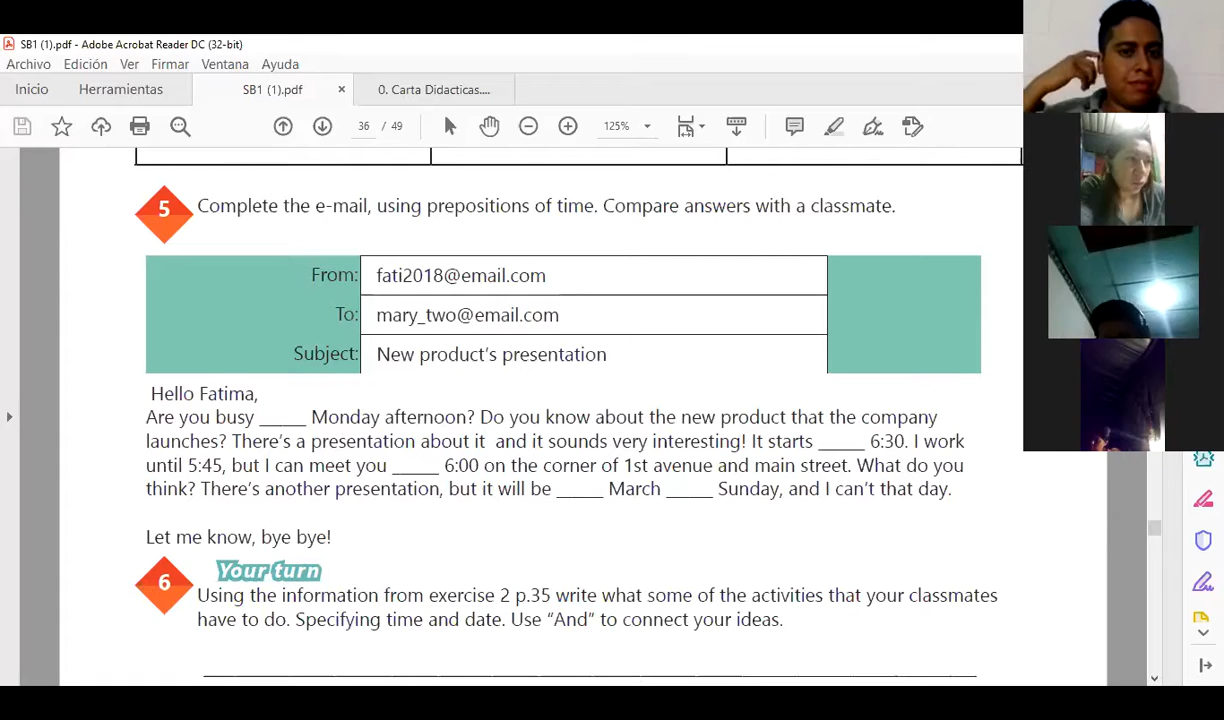 SB1 (1).pdf - Adobe Acrobat Reader DC (32-bit)
Archivo Edición Ver Firmar Ventana Ayuda
Inicio Herramientas SB1 (1).pdf × 0. Carta Didacticas....
36 / 49 125%
5 Complete the e-mail, using prepositions of time. Compare answers with a classmate.
From: fati2018@email.com
To: mary_two@email.com
Subject: New product's presentation
Hello Fatima,
Are you busy _____ Monday afternoon? Do you know about the new product that the company
launches? There's a presentation about it and it sounds very interesting! It starts _____ 6:30. I work
until 5:45, but I can meet you _____ 6:00 on the corner of 1st avenue and main street. What do you
think? There's another presentation, but it will be _____ March _____ Sunday, and I can't that day.
Let me know, bye bye!
6 Your turn
Using the information from exercise 2 p.35 write what some of the activities that your classmates
have to do. Specifying time and date. Use “And” to connect your ideas.